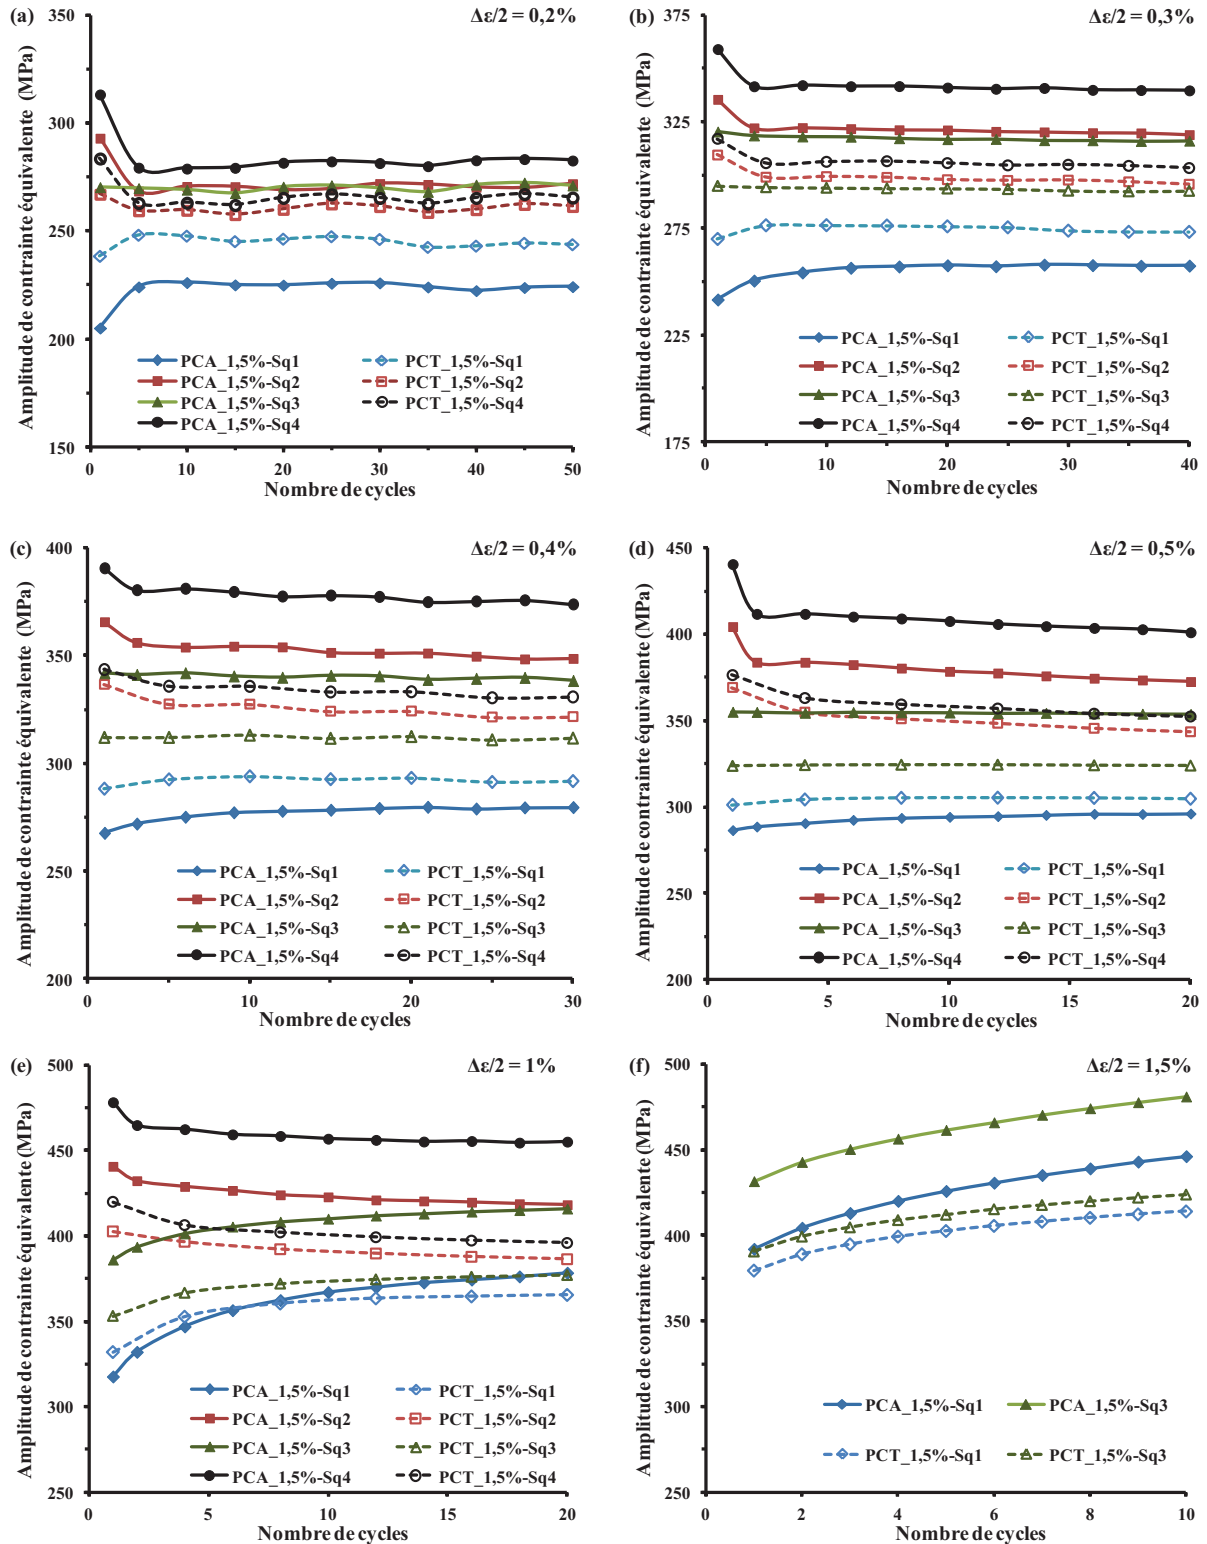 (a)
Δε/2 = 0,2%
Amplitude de contrainte équivalente (MPa)
350
300
250
200
150
PCA_1,5%-Sq1
PCT_1,5%-Sq1
PCA_1,5%-Sq2
PCT_1,5%-Sq2
PCA_1,5%-Sq3
PCT_1,5%-Sq4
PCA_1,5%-Sq4
0 10 20 30 40 50
Nombre de cycles
(b)
Δε/2 = 0,3%
Amplitude de contrainte équivalente (MPa)
375
325
275
225
175
PCA_1,5%-Sq1
PCT_1,5%-Sq1
PCA_1,5%-Sq2
PCT_1,5%-Sq2
PCA_1,5%-Sq3
PCT_1,5%-Sq3
PCA_1,5%-Sq4
PCT_1,5%-Sq4
0 10 20 30 40
Nombre de cycles
(c)
Δε/2 = 0,4%
Amplitude de contrainte équivalente (MPa)
400
350
300
250
200
PCA_1,5%-Sq1
PCT_1,5%-Sq1
PCA_1,5%-Sq2
PCT_1,5%-Sq2
PCA_1,5%-Sq3
PCT_1,5%-Sq3
PCA_1,5%-Sq4
PCT_1,5%-Sq4
0 10 20 30
Nombre de cycles
(d)
Δε/2 = 0,5%
Amplitude de contrainte équivalente (MPa)
450
400
350
300
250
200
PCA_1,5%-Sq1
PCT_1,5%-Sq1
PCA_1,5%-Sq2
PCT_1,5%-Sq2
PCA_1,5%-Sq3
PCT_1,5%-Sq3
PCA_1,5%-Sq4
PCT_1,5%-Sq4
0 5 10 15 20
Nombre de cycles
(e)
Δε/2 = 1%
Amplitude de contrainte équivalente (MPa)
500
450
400
350
300
250
PCA_1,5%-Sq1
PCT_1,5%-Sq1
PCA_1,5%-Sq2
PCT_1,5%-Sq2
PCA_1,5%-Sq3
PCT_1,5%-Sq3
PCA_1,5%-Sq4
PCT_1,5%-Sq4
0 5 10 15 20
Nombre de cycles
(f)
Δε/2 = 1,5%
Amplitude de contrainte équivalente (MPa)
500
450
400
350
300
250
PCA_1,5%-Sq1
PCA_1,5%-Sq3
PCT_1,5%-Sq1
PCT_1,5%-Sq3
0 2 4 6 8 10
Nombre de cycles